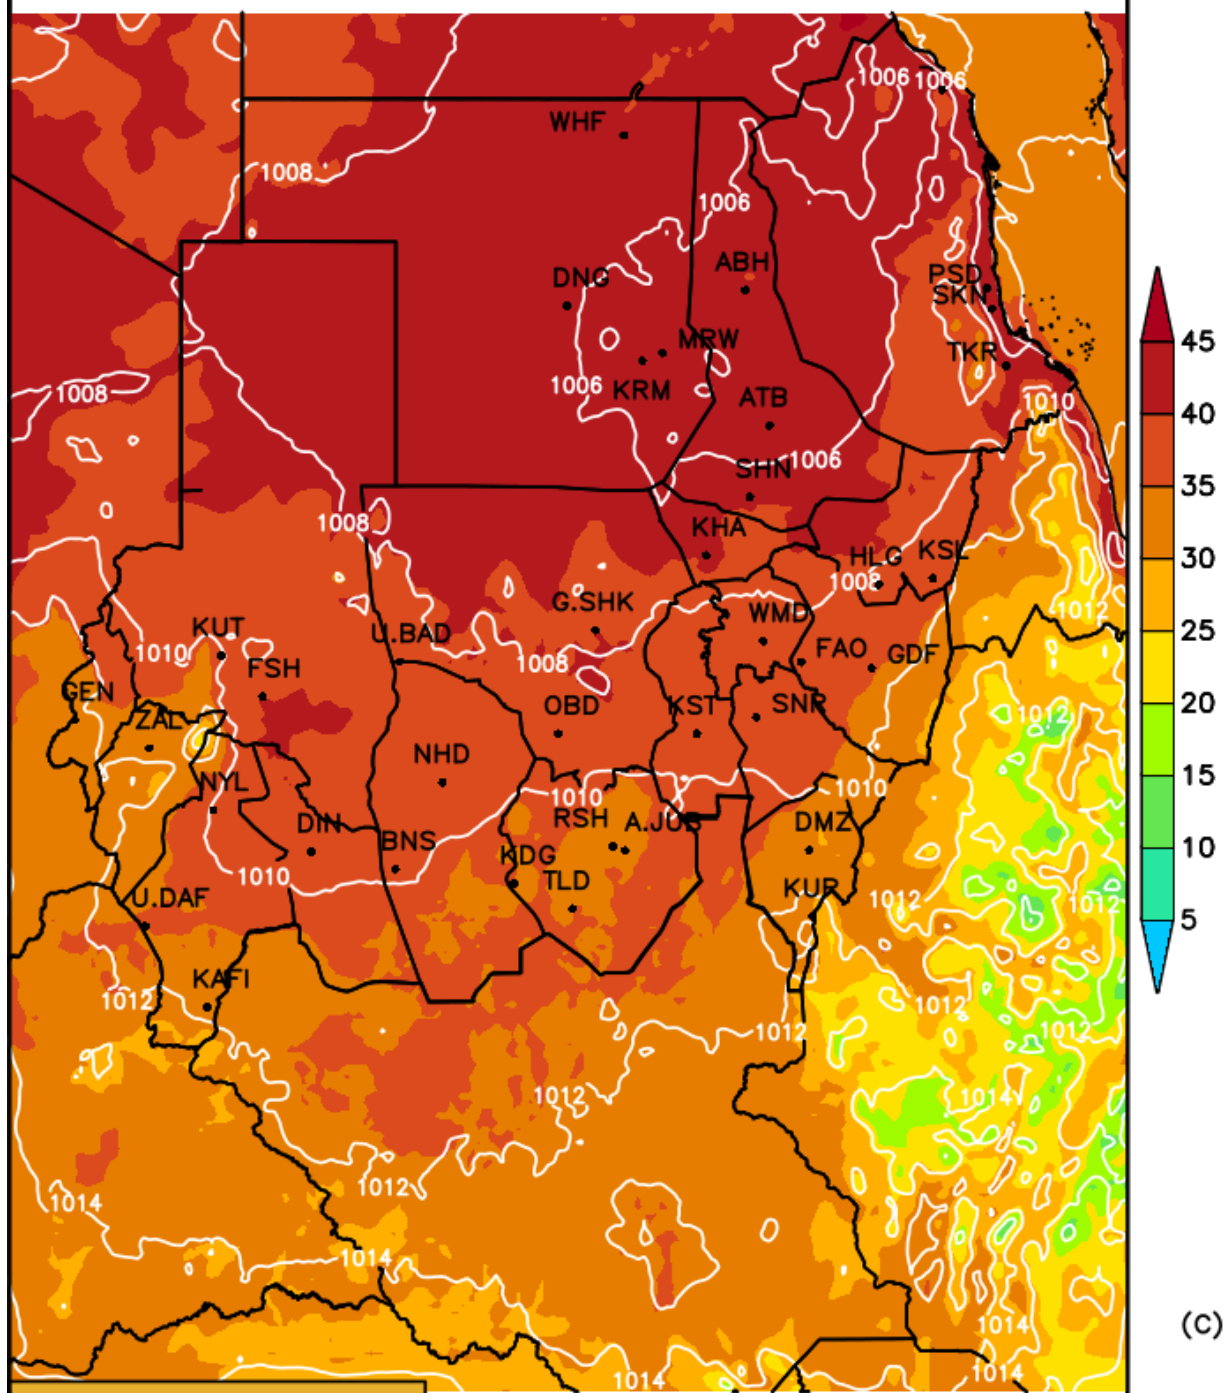 1006 1006
WHF
1008
1006
ABH
DNG
PSD
SKN
MRW
TKR
45
1006
KRM
1008
ATB
1010
40
SHN 1006
35
1008
KHA
HLG KSL
30
1008
G.SHK
WMD
1012
KUT
U.BAD
25
1010
FSH
1008
FAO GDF
GEN
OBD
KST
SNR
20
ZAL
1012
NHD
15
NYL
1010
1010
DIN
RSH A.JOB
DMZ
BNS
KDG
10
1010
TLD
KUR
U.DAF
1012
1012
5
KAFI
1012
1012
1012
1012
1012
1014
1012
1014
1014
1014
(C)
1014
1014